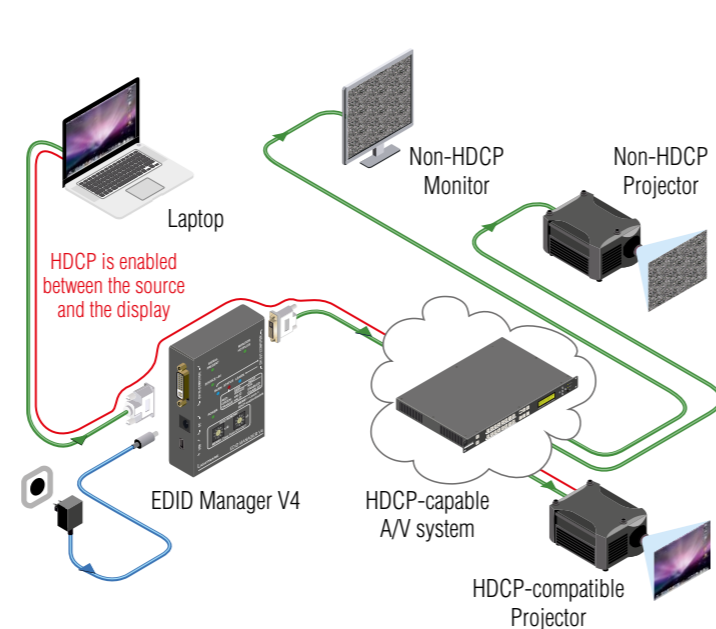 Non-HDCP
Monitor
Non-HDCP
Projector
Laptop
HDCP is enabled
between the source
and the display
EDID Manager V4
HDCP-capable
A/V system
HDCP-compatible
Projector